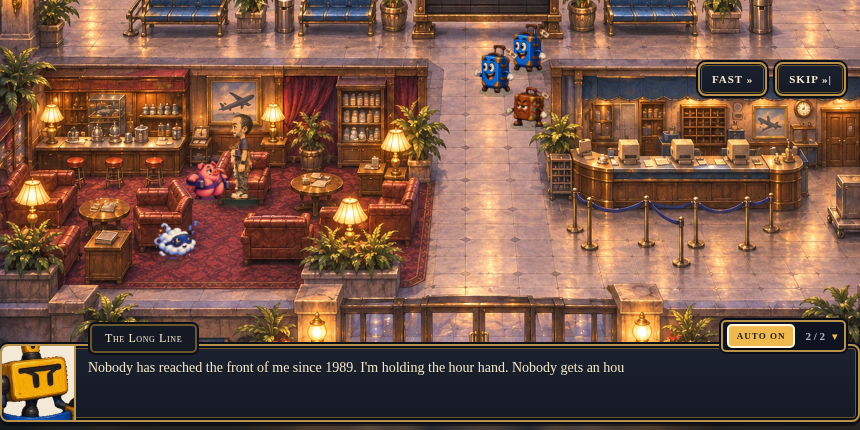 FAST »
SKIP »|
The Long Line
AUTO ON
2 / 2 ▼
Nobody has reached the front of me since 1989. I'm holding the hour hand. Nobody gets an hou